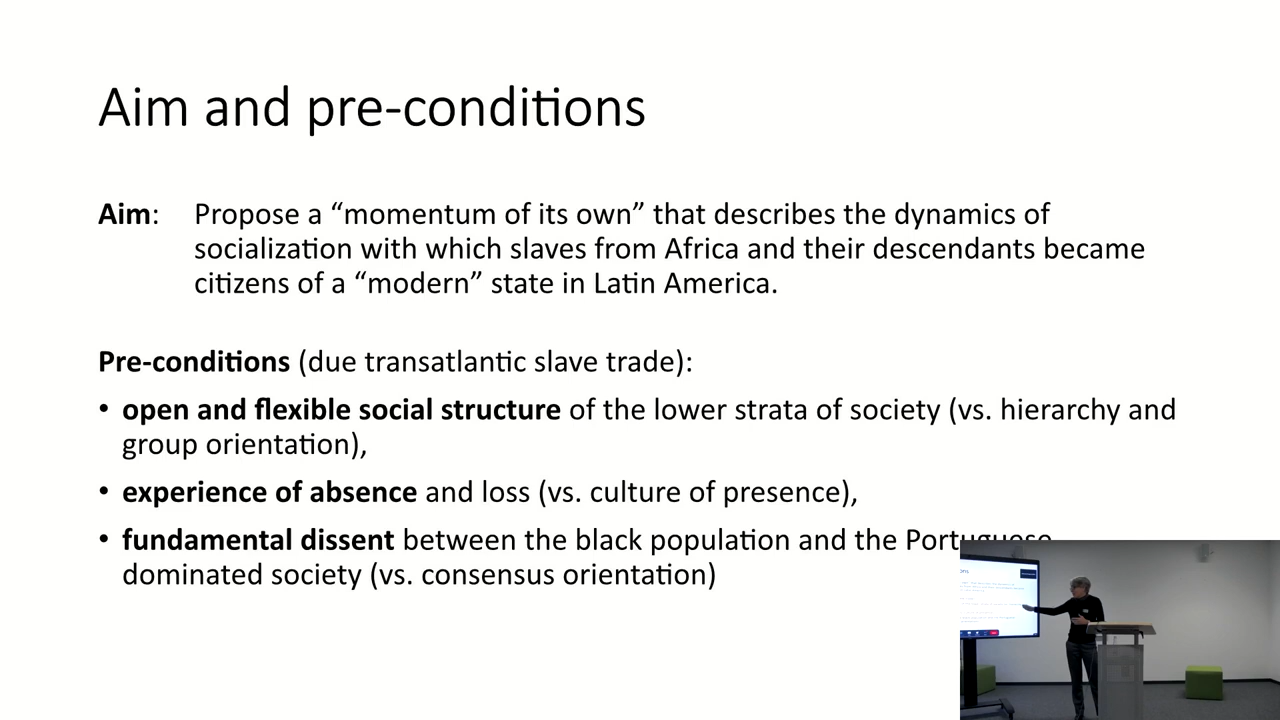 Aim and pre-conditions
Aim: Propose a “momentum of its own” that describes the dynamics of
socialization with which slaves from Africa and their descendants became
citizens of a “modern” state in Latin America.
Pre-conditions (due transatlantic slave trade):
• open and flexible social structure of the lower strata of society (vs. hierarchy and
group orientation),
• experience of absence and loss (vs. culture of presence),
• fundamental dissent between the black population and the Portuguese
dominated society (vs. consensus orientation)